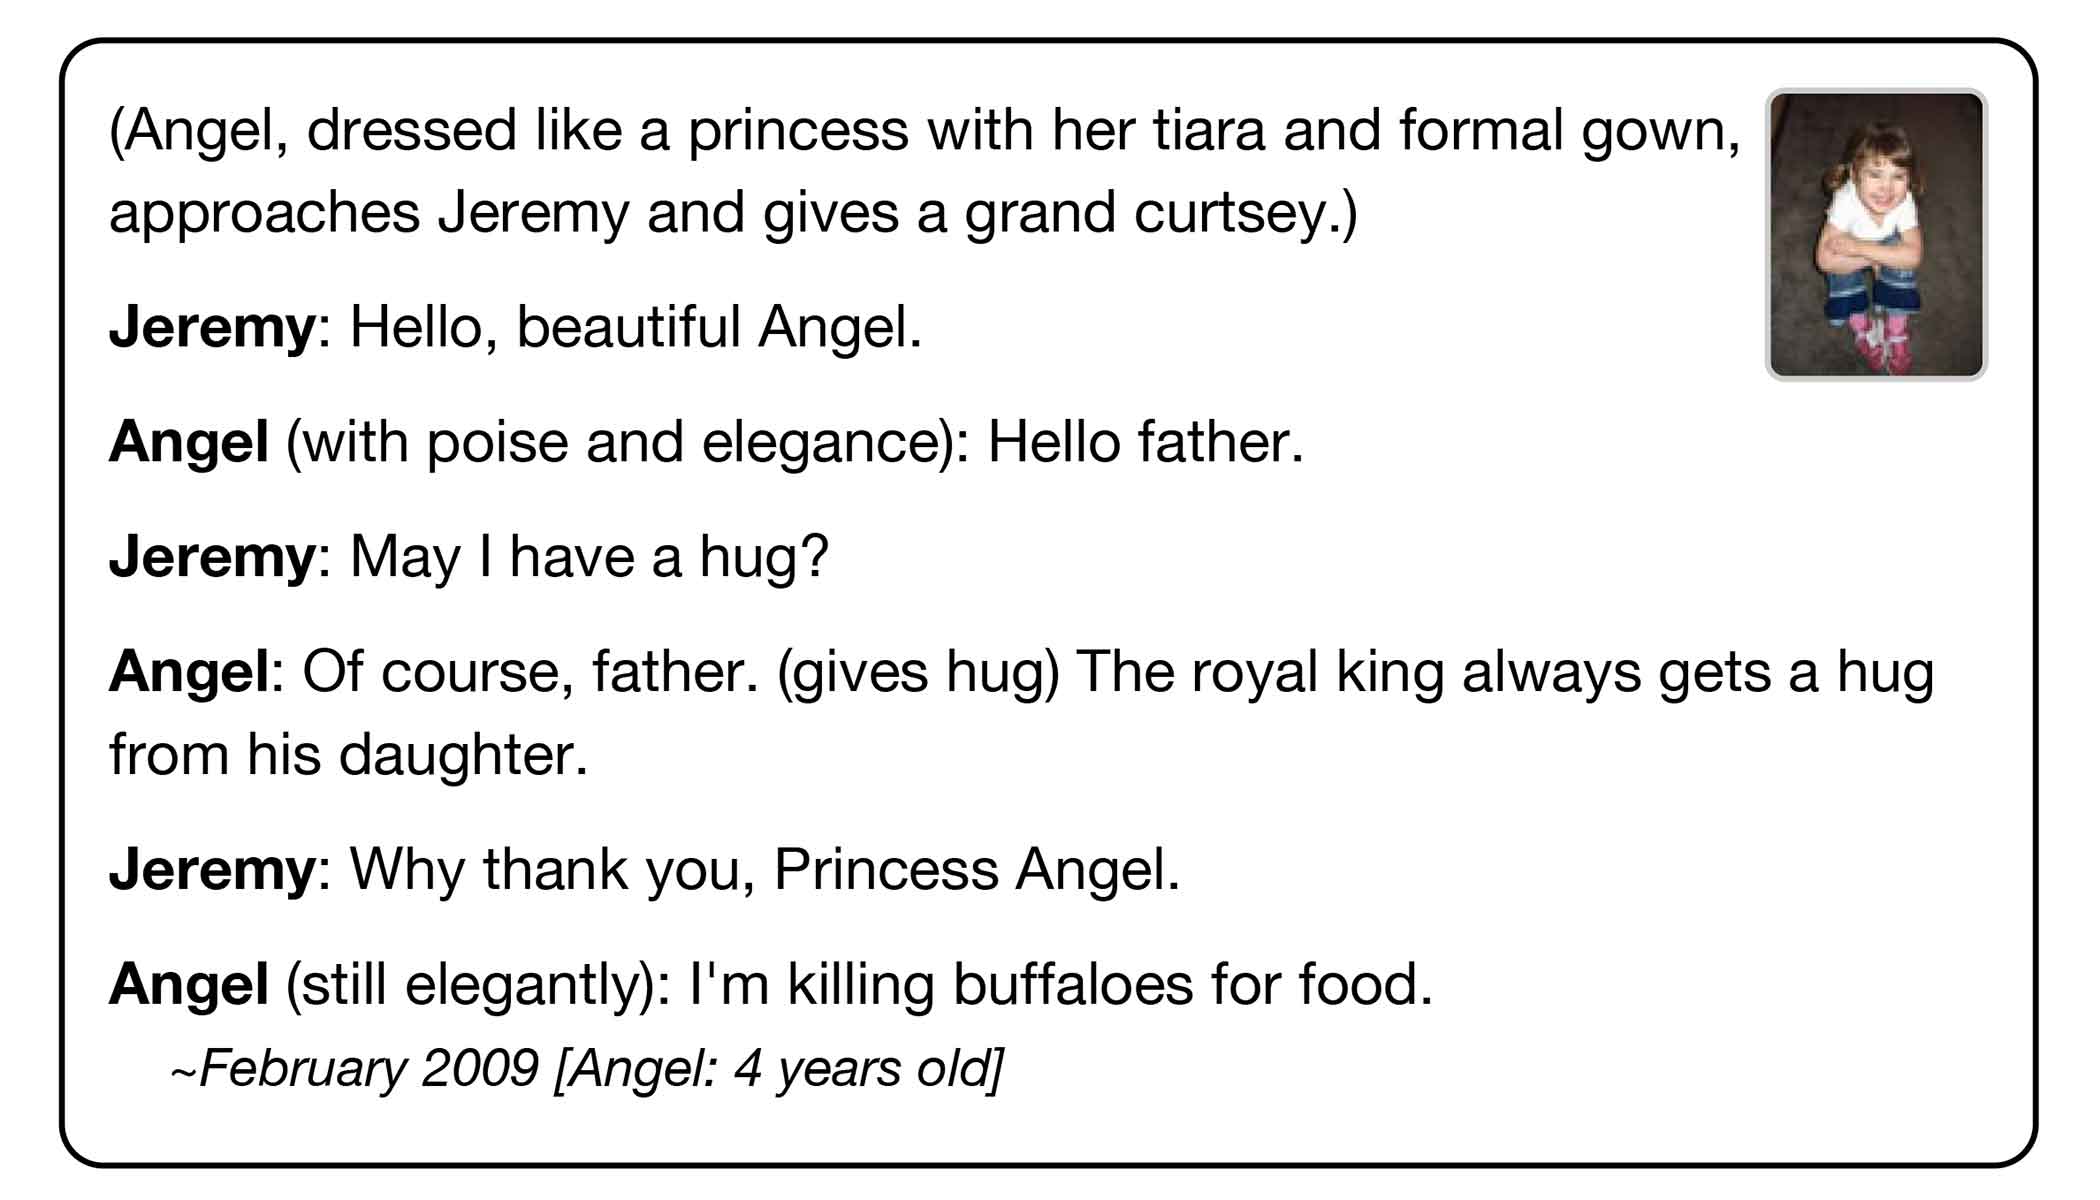 (Angel, dressed like a princess with her tiara and formal gown,
approaches Jeremy and gives a grand curtsey.)
Jeremy: Hello, beautiful Angel.
Angel (with poise and elegance): Hello father.
Jeremy: May I have a hug?
Angel: Of course, father. (gives hug) The royal king always gets a hug
from his daughter.
Jeremy: Why thank you, Princess Angel.
Angel (still elegantly): I'm killing buffaloes for food.
~February 2009 [Angel: 4 years old]